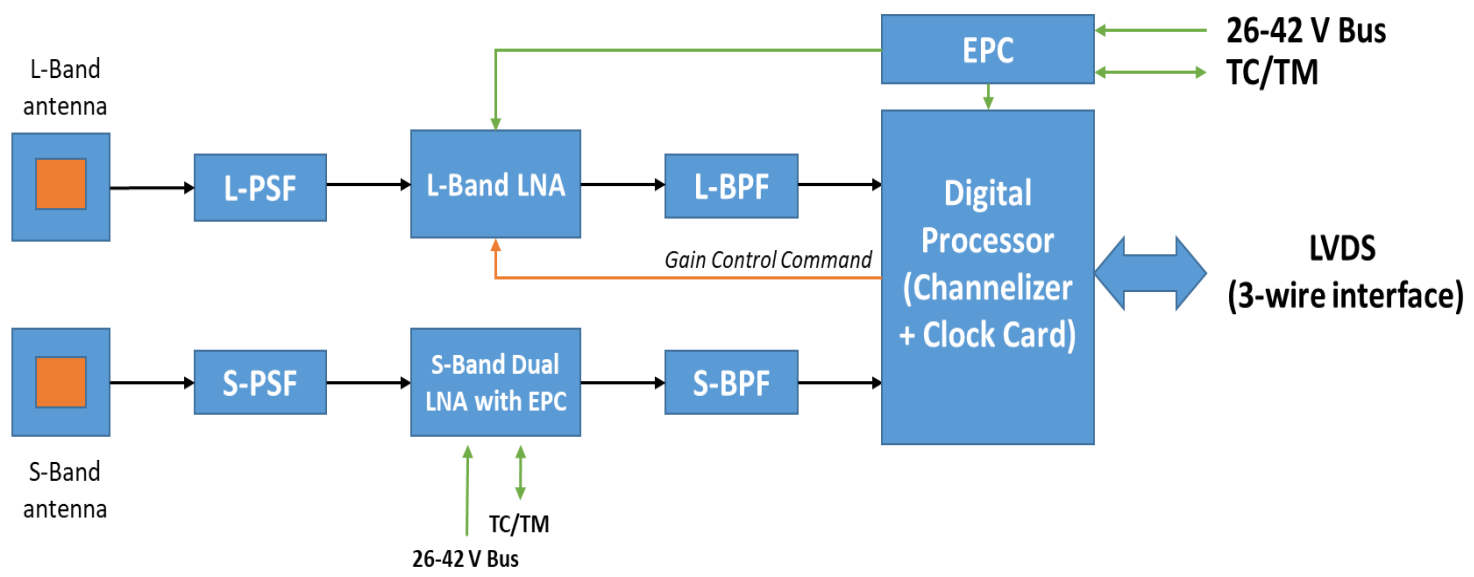 L-Band
antenna
L-PSF
L-Band LNA
L-BPF
EPC
26-42 V Bus
TC/TM
Gain Control Command
Digital
Processor
(Channelizer
+ Clock Card)
LVDS
(3-wire interface)
S-PSF
S-Band Dual
LNA with EPC
S-BPF
S-Band
antenna
TC/TM
26-42 V Bus